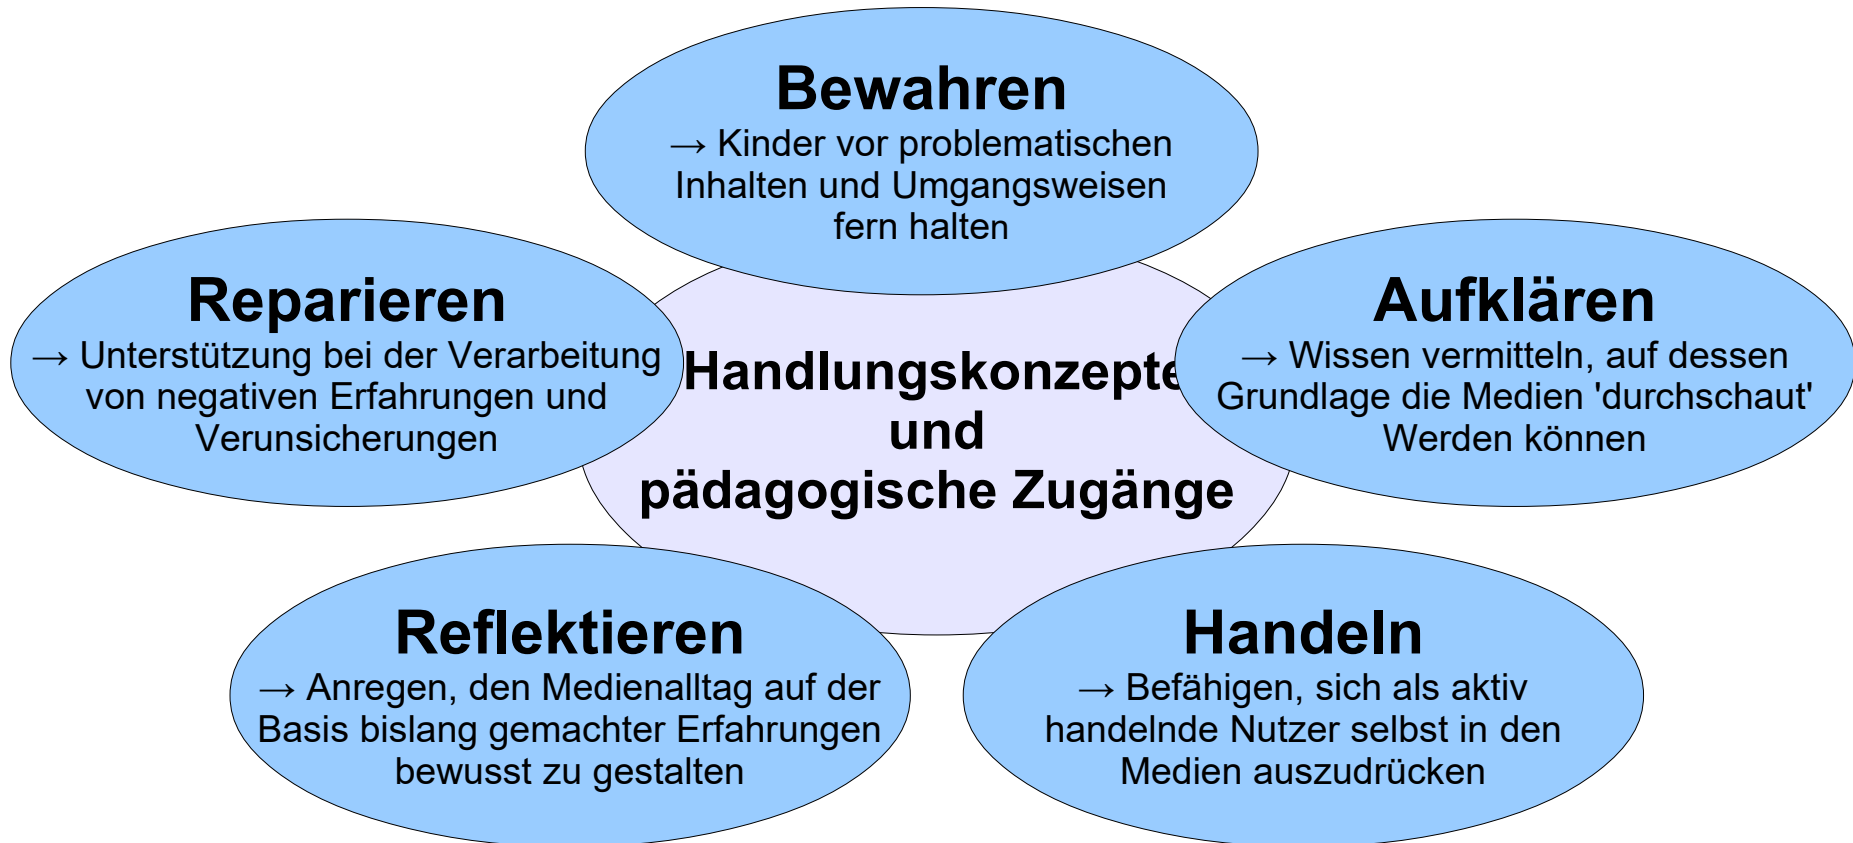 Bewahren
→ Kinder vor problematischen
Inhalten und Umgangsweisen
fern halten
Reparieren
→ Unterstützung bei der Verarbeitung
von negativen Erfahrungen und
Verunsicherungen
Handlungskonzepte
und
pädagogische Zugänge
Aufklären
→ Wissen vermitteln, auf dessen
Grundlage die Medien 'durchschaut'
Werden können
Reflektieren
→ Anregen, den Medienalltag auf der
Basis bislang gemachter Erfahrungen
bewusst zu gestalten
Handeln
→ Befähigen, sich als aktiv
handelnde Nutzer selbst in den
Medien auszudrücken